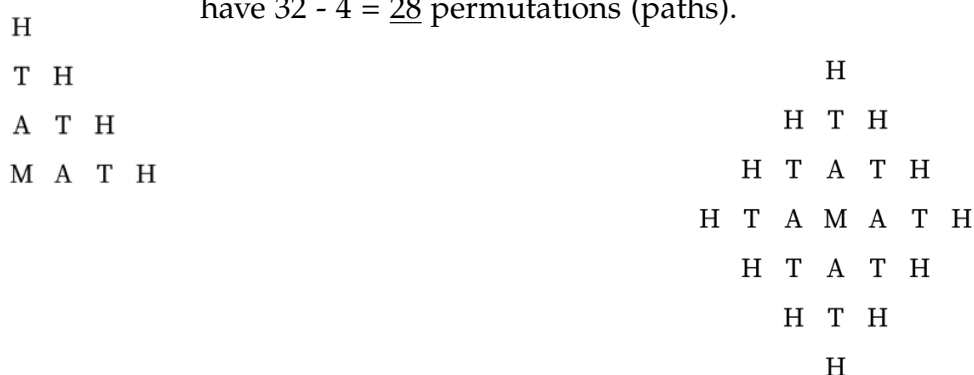 have 32 - 4 = 28 permutations (paths).
H
T H
A T H
M A T H
H
H T H
H T A T H
H T A M A T H
H T A T H
H T H
H